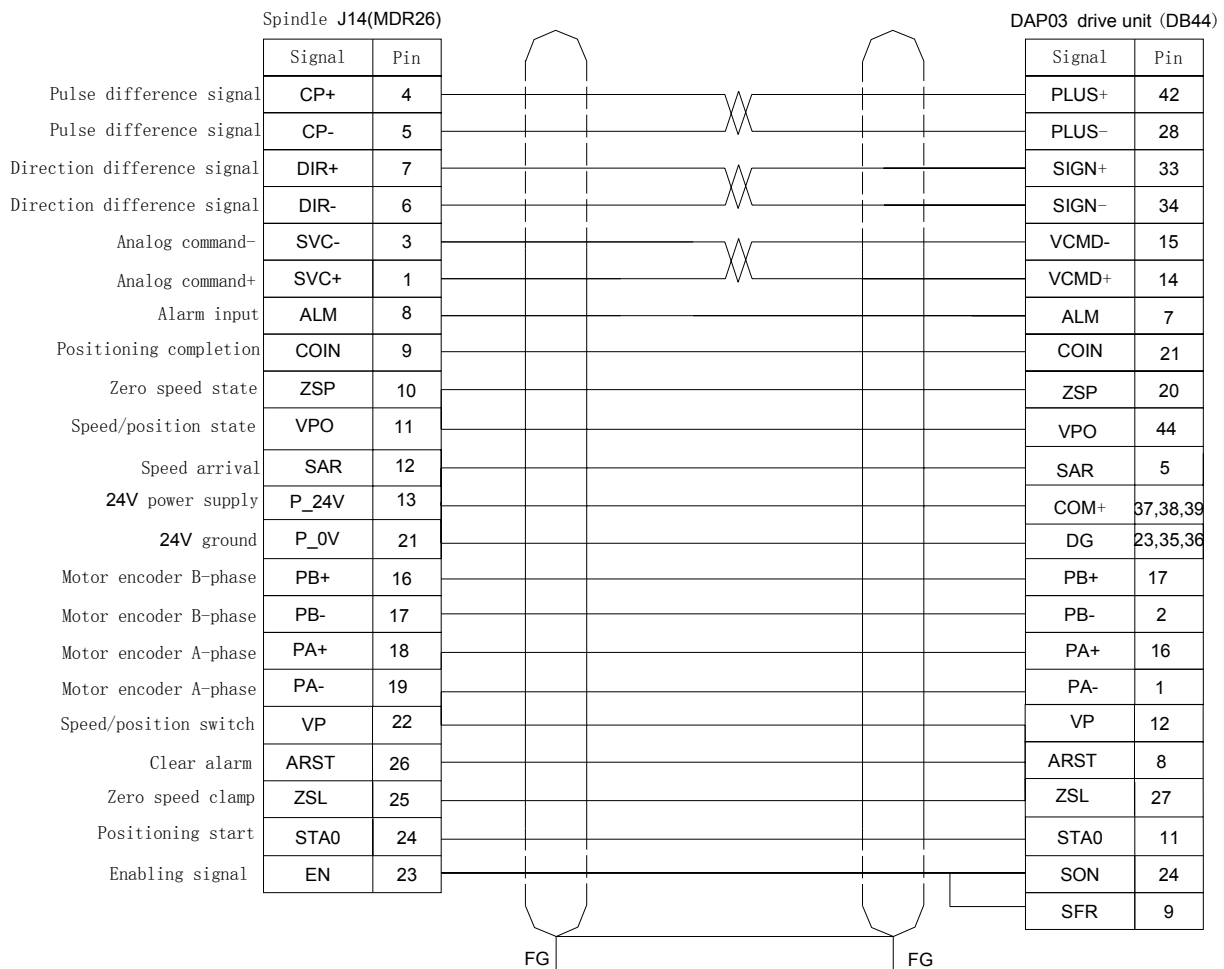 Spindle J14(MDR26) DAP03 drive unit (DB44)
Signal Pin Signal Pin
Pulse difference signal CP+ 4 PLUS+ 42
Pulse difference signal CP- 5 PLUS- 28
Direction difference signal DIR+ 7 SIGN+ 33
Direction difference signal DIR- 6 SIGN- 34
Analog command- SVC- 3 VCMD- 15
Analog command+ SVC+ 1 VCMD+ 14
Alarm input ALM 8 ALM 7
Positioning completion COIN 9 COIN 21
Zero speed state ZSP 10 ZSP 20
Speed/position state VPO 11 VPO 44
Speed arrival SAR 12 SAR 5
24V power supply P_24V 13 COM+ 37,38,39
24V ground P_0V 21 DG 23,35,36
Motor encoder B-phase PB+ 16 PB+ 17
Motor encoder B-phase PB- 17 PB- 2
Motor encoder A-phase PA+ 18 PA+ 16
Motor encoder A-phase PA- 19 PA- 1
Speed/position switch VP 22 VP 12
Clear alarm ARST 26 ARST 8
Zero speed clamp ZSL 25 ZSL 27
Positioning start STA0 24 STA0 11
Enabling signal EN 23 SON 24
SFR 9
FG FG